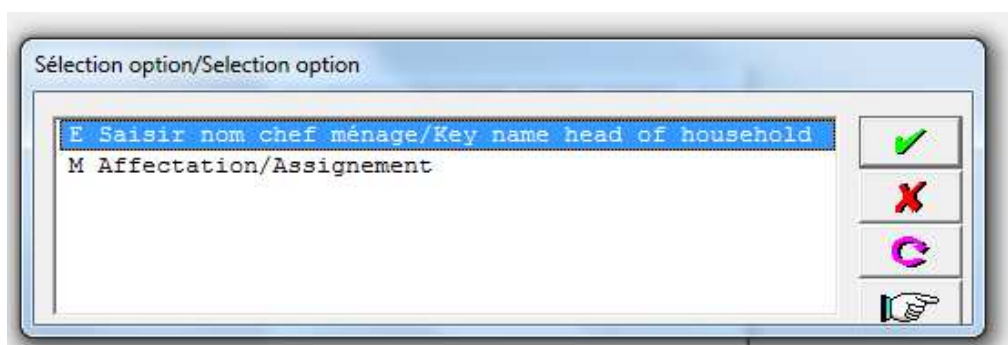 Sélection option/Selection option
E Saisir nom chef ménage/Key name head of household
M Affectation/Assignement